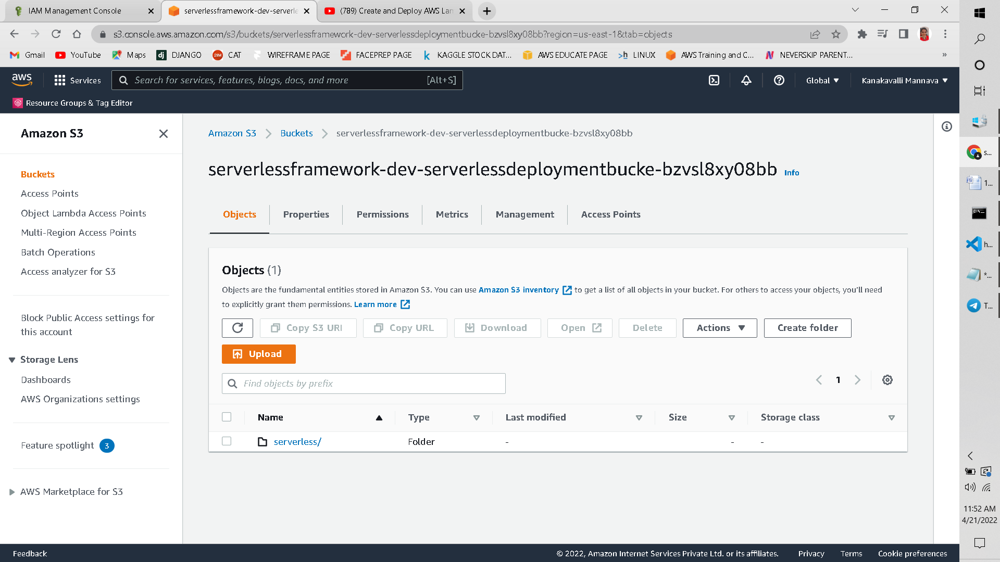 IAM Management Console
serverlessframework-dev-serverle
(789) Create and Deploy AWS Lan
s3.console.aws.amazon.com/s3/buckets/serverlessframework-dev-serverlessdeploymentbucke-bzvsl8xy08bb?region=us-east-1&tab=objects
Gmail YouTube Maps DJANGO CAT WIREFRAME PAGE FACEPREP PAGE KAGGLE STOCK DAT... AWS EDUCATE PAGE LINUX AWS Training and C... NEVERSKIP PARENT... »
aws Services Search for services, features, blogs, docs, and more [Alt+S] Global Kanakavalli Mannava
Resource Groups & Tag Editor
Amazon S3
Buckets
Access Points
Object Lambda Access Points
Multi-Region Access Points
Batch Operations
Access analyzer for S3
Block Public Access settings for
this account
Storage Lens
Dashboards
AWS Organizations settings
Feature spotlight 3
AWS Marketplace for S3
Amazon S3 Buckets serverlessframework-dev-serverlessdeploymentbucke-bzvsl8xy08bb
serverlessframework-dev-serverlessdeploymentbucke-bzvsl8xy08bb Info
Objects Properties Permissions Metrics Management Access Points
Objects (1)
Objects are the fundamental entities stored in Amazon S3. You can use Amazon S3 inventory to get a list of all objects in your bucket. For others to access your objects, you'll need
to explicitly grant them permissions. Learn more
Copy S3 URI Copy URL Download Open Delete Actions Create folder
Upload
Find objects by prefix 1
Name Type Last modified Size Storage class
serverless/ Folder - - -
Feedback © 2022, Amazon Internet Services Private Ltd. or its affiliates. Privacy Terms Cookie preferences
s...
1...
h...
*...
T...
11:52 AM
4/21/2022